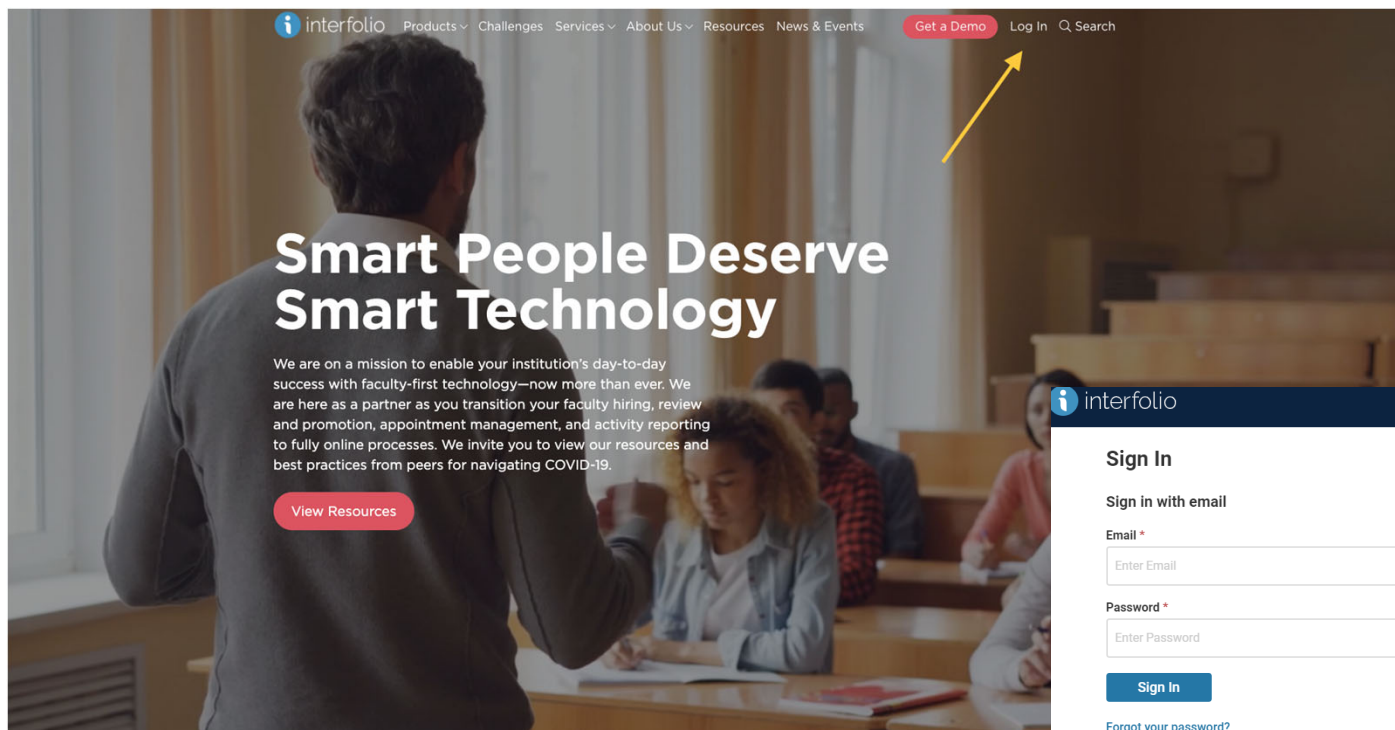 interfolio Products Challenges Services About Us Resources News & Events Get a Demo Log In Search
Smart People Deserve
Smart Technology
We are on a mission to enable your institution's day-to-day
success with faculty-first technology—now more than ever. We
are here as a partner as you transition your faculty hiring, review
and promotion, appointment management, and activity reporting
to fully online processes. We invite you to view our resources and
best practices from peers for navigating COVID-19.
View Resources
interfolio
Sign In
Sign in with email
Email *
Enter Email
Password *
Enter Password
Sign In
Forgot your password?